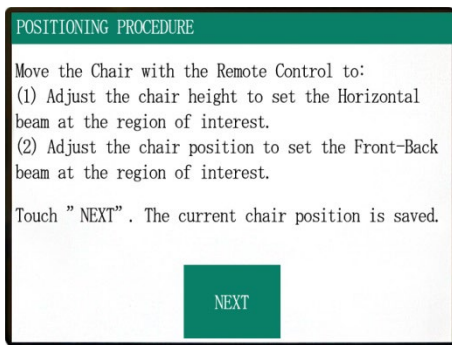 POSITIONING PROCEDURE
Move the Chair with the Remote Control to:
(1) Adjust the chair height to set the Horizontal
beam at the region of interest.
(2) Adjust the chair position to set the Front-Back
beam at the region of interest.
Touch ” NEXT” . The current chair position is saved.
NEXT